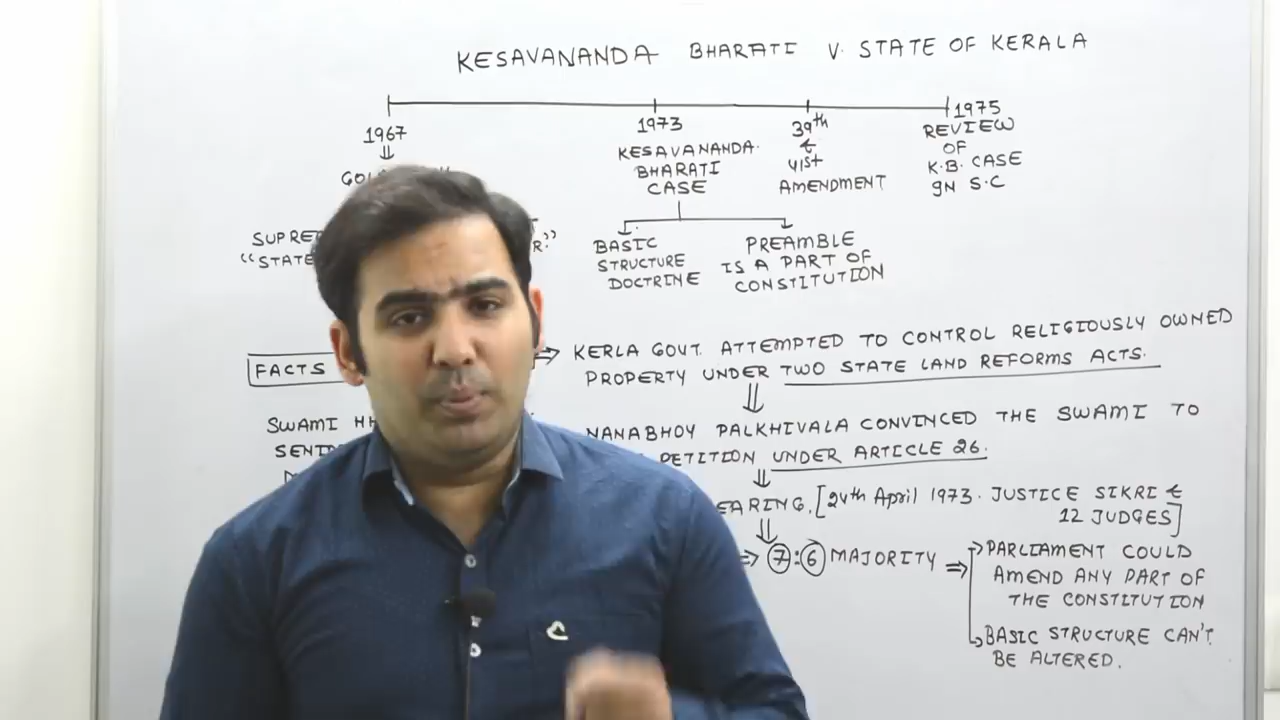 KESAVANANDA BHARATI V. STATE OF KERALA
1967
1973
KESAVANANDA
BHARATI
CASE
39th
&
41st
AMENDMENT
1975
REVIEW
OF
K.B. CASE
IN S.C
BASIC
STRUCTURE
DOCTRINE
PREAMBLE
IS A PART OF
CONSTITUTION
"STATE
FACTS
KERLA GOVT. ATTEMPTED TO CONTROL RELIGIOUSLY OWNED
PROPERTY UNDER TWO STATE LAND REFORMS ACTS.
SWAMI
NANABHOY PALKHIVALA CONVINCED THE SWAMI TO
PETITION UNDER ARTICLE 26.
EARING. [24th April 1973. JUSTICE SIKRI &
12 JUDGES]
7:6 MAJORITY
PARLIAMENT COULD
AMEND ANY PART OF
THE CONSTITUTION
BASIC STRUCTURE CAN'T
BE ALTERED.